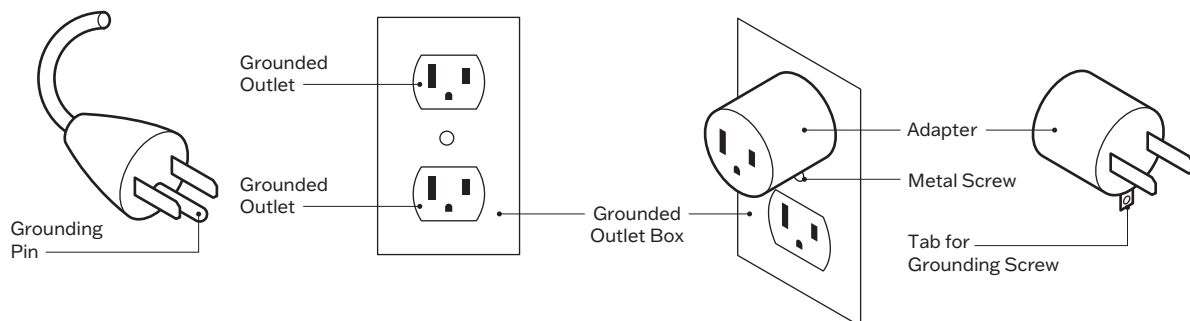 Grounded
Outlet
Grounded
Outlet
Grounding
Pin
Grounded
Outlet Box
Adapter
Metal Screw
Tab for
Grounding Screw